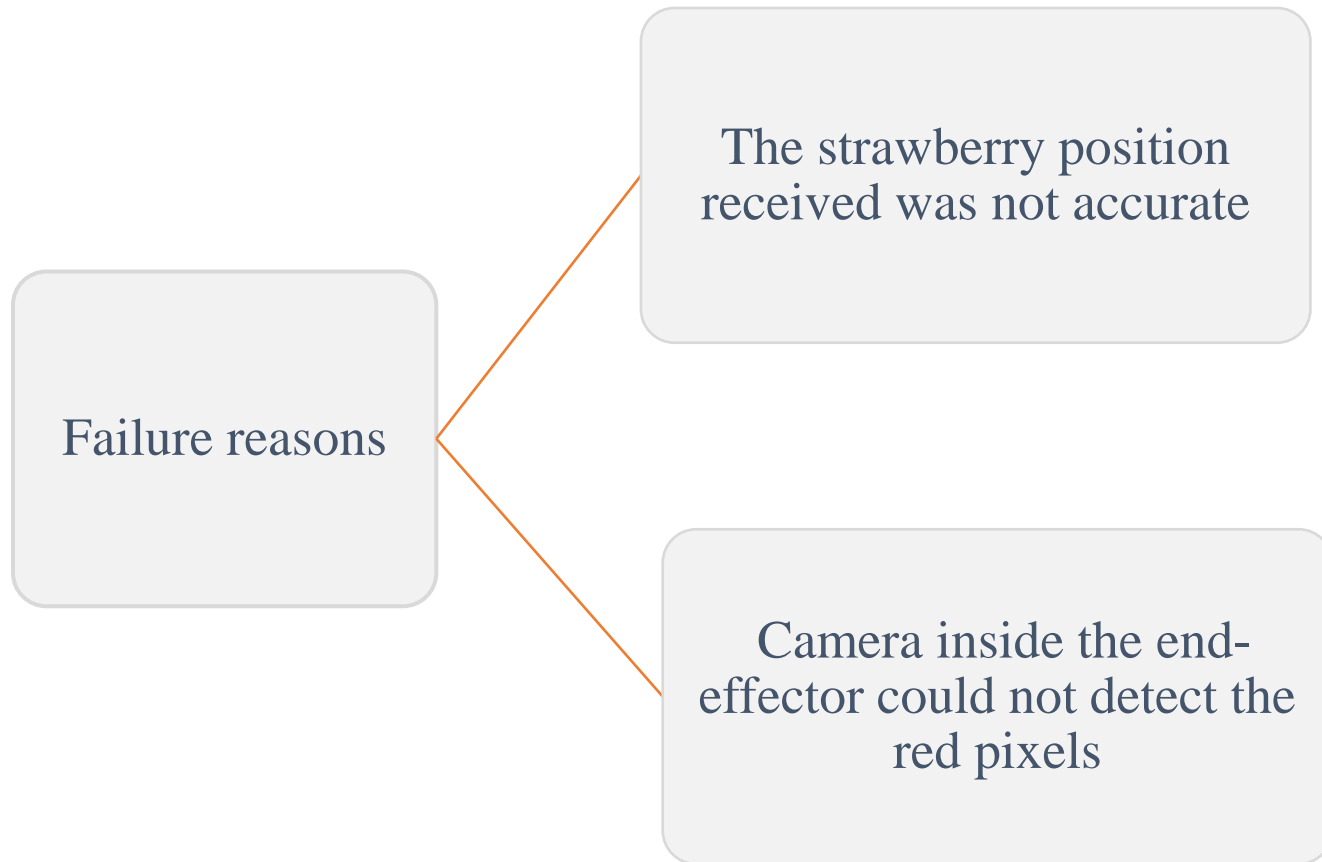 The strawberry position
received was not accurate
Failure reasons
Camera inside the end-
effector could not detect the
red pixels